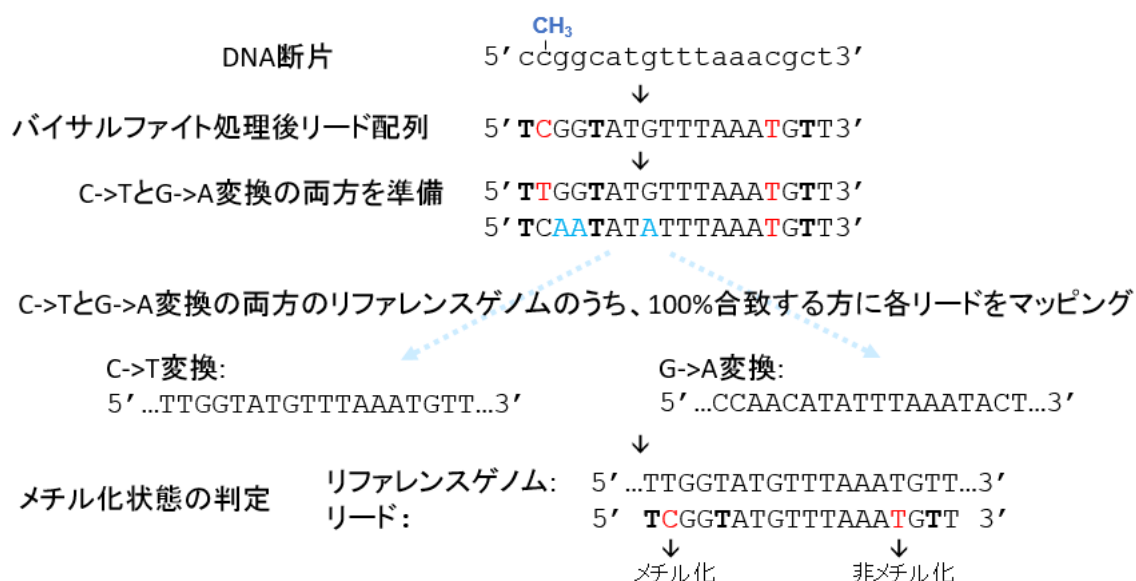 CH₃
DNA断片 5’ccggcatgtttaaacgct3’
↓
バイサルファイト処理後リード配列 5’TCGGTATGTTTAAATGTT3’
↓
C->TとG->A変換の両方を準備 5’TTGGTATGTTTAAATGTT3’
5’TCAATATATTTAAATGTT3’
C->TとG->A変換の両方のリファレンスゲノムのうち、100%合致する方に各リードをマッピング
C->T変換: G->A変換:
5’…TTGGTATGTTTAAATGTT…3’ 5’…CCAACATATTTAAATACT…3’
↓
メチル化状態の判定 リファレンスゲノム: 5’…TTGGTATGTTTAAATGTT…3’
リード: 5’ TCGGTATGTTTAAATGTT 3’
↓ ↓
メチル化 非メチル化